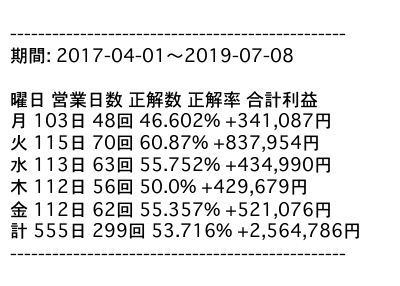 ------------------------------------------------
期間: 2017-04-01〜2019-07-08
曜日 営業日数 正解数 正解率 合計利益
月 103日 48回 46.602% +341,087円
火 115日 70回 60.87% +837,954円
水 113日 63回 55.752% +434,990円
木 112日 56回 50.0% +429,679円
金 112日 62回 55.357% +521,076円
計 555日 299回 53.716% +2,564,786円
------------------------------------------------